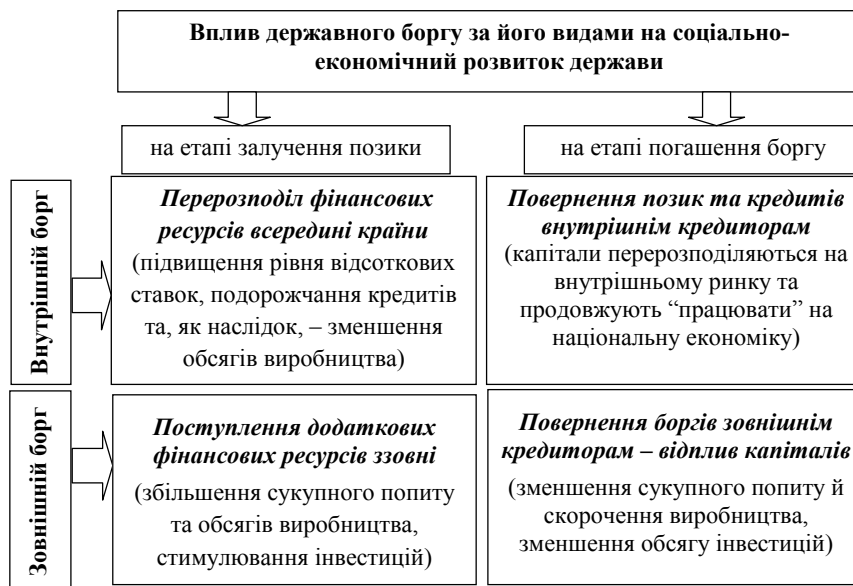 Вплив державного боргу за його видами на соціально-
економічний розвиток держави
на етапі залучення позики
на етапі погашення боргу
Внутрішній борг
Перерозподіл фінансових
ресурсів всередині країни
(підвищення рівня відсоткових
ставок, подорожчання кредитів
та, як наслідок, – зменшення
обсягів виробництва)
Повернення позик та кредитів
внутрішнім кредиторам
(капітали перерозподіляються на
внутрішньому ринку та
продовжують “працювати” на
національну економіку)
Зовнішній борг
Поступлення додаткових
фінансових ресурсів ззовні
(збільшення сукупного попиту
та обсягів виробництва,
стимулювання інвестицій)
Повернення боргів зовнішнім
кредиторам – відплив капіталів
(зменшення сукупного попиту й
скорочення виробництва,
зменшення обсягу інвестицій)